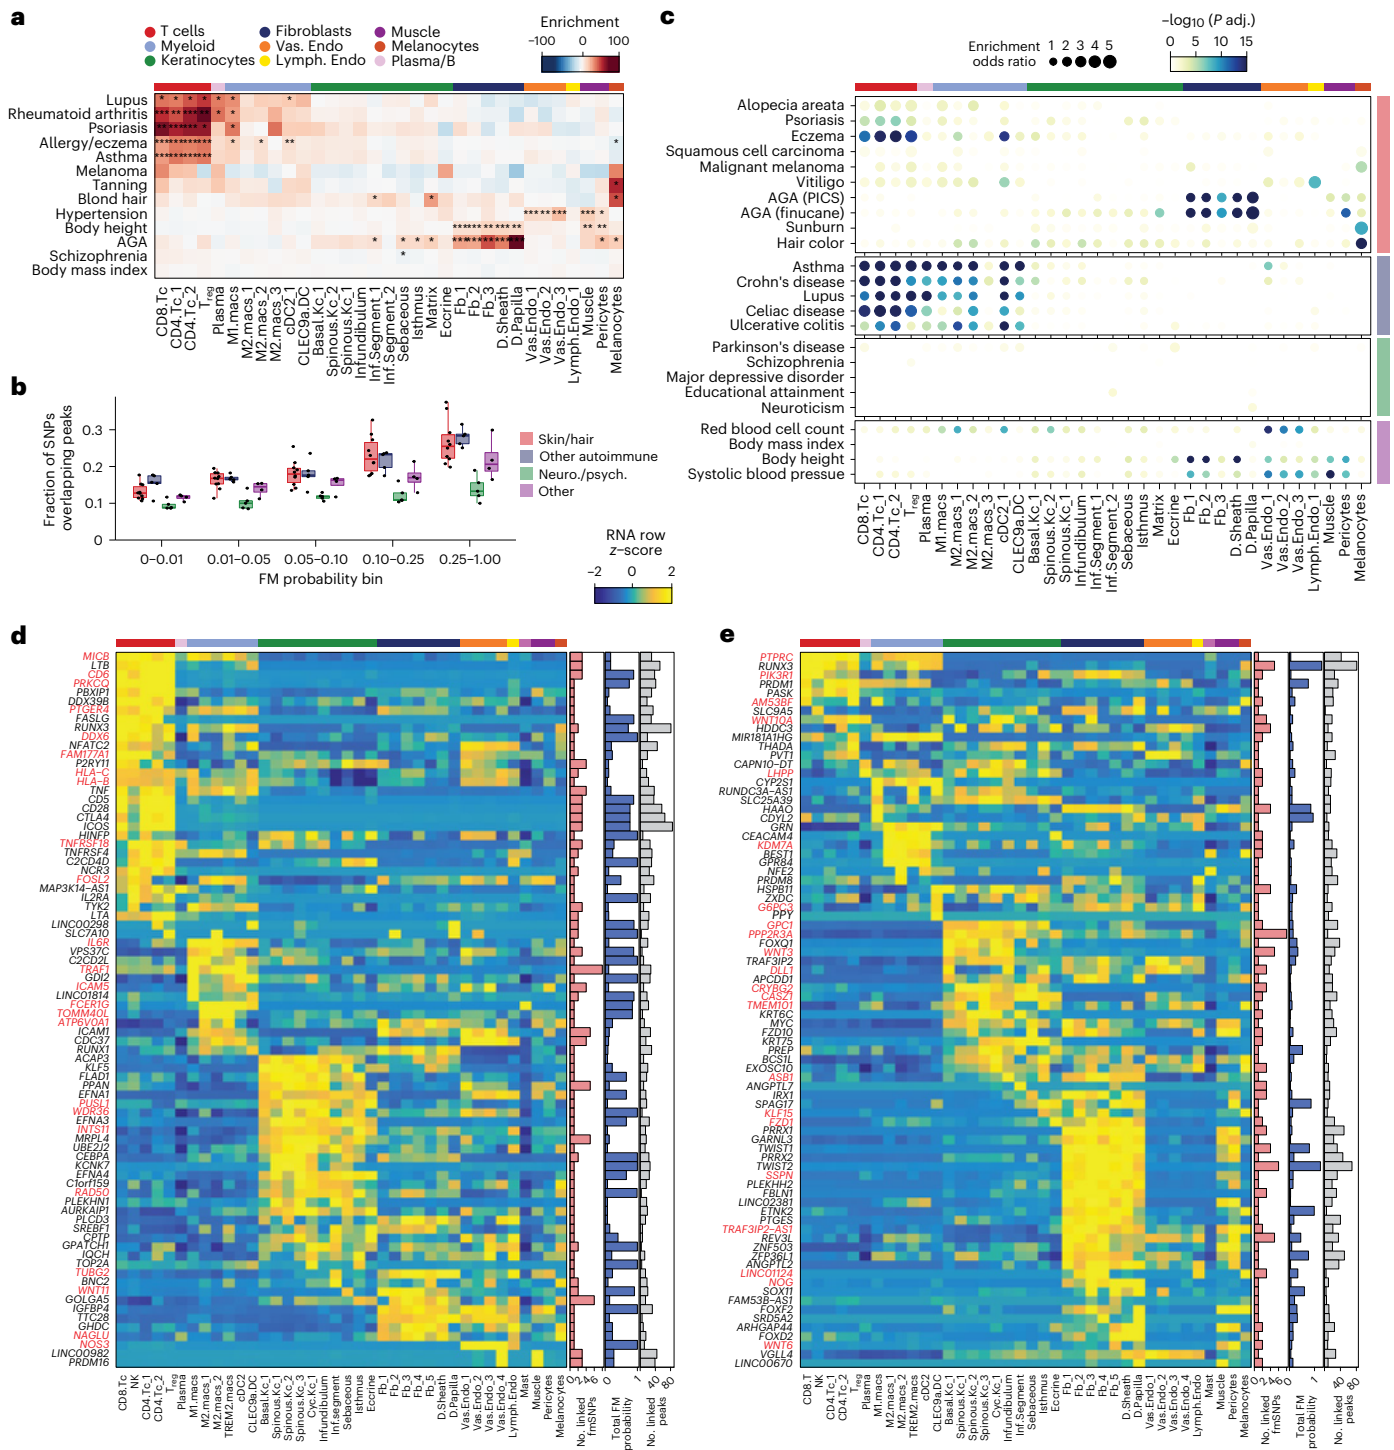 a
T cells
Myeloid
Keratinocytes
Fibroblasts
Vas. Endo
Lymph. Endo
Muscle
Melanocytes
Plasma/B
Enrichment
−100 0 100
Lupus
Rheumatoid arthritis
Psoriasis
Allergy/eczema
Asthma
Melanoma
Tanning
Blond hair
Hypertension
Body height
AGA
Schizophrenia
Body mass index
CD8.Tc
CD4.Tc_1
CD4.Tc_2
Treg
Plasma
M1.macs
M2.macs_1
M2.macs_2
M2.macs_3
cDC2_1
CLEC9a.DC
Basal.Kc_1
Spinous.Kc_2
Spinous.Kc_1
Infundibulum
Inf.Segment_1
Inf.Segment_2
Sebaceous
Isthmus
Matrix
Eccrine
Fb_1
Fb_2
Fb_3
D.Sheath
D.Papilla
Vas.Endo_1
Vas.Endo_2
Vas.Endo_3
Lymph.Endo_1
Muscle
Pericytes
Melanocytes
b
Fraction of SNPs
overlapping peaks
0.3
0.2
0.1
0
0–0.01
0.01–0.05
0.05–0.10
0.10–0.25
0.25–1.00
FM probability bin
Skin/hair
Other autoimmune
Neuro./psych.
Other
RNA row
z−score
−2 0 2
c
Enrichment
odds ratio
1 2 3 4 5
−log10 (P adj.)
0 5 10 15
Alopecia areata
Psoriasis
Eczema
Squamous cell carcinoma
Malignant melanoma
Vitiligo
AGA (PICS)
AGA (finucane)
Sunburn
Hair color
Asthma
Crohn's disease
Lupus
Celiac disease
Ulcerative colitis
Parkinson's disease
Schizophrenia
Major depressive disorder
Educational attainment
Neuroticism
Red blood cell count
Body mass index
Body height
Systolic blood pressue
CD8.Tc
CD4.Tc_1
CD4.Tc_2
Treg
Plasma
M1.macs
M2.macs_1
M2.macs_2
M2.macs_3
cDC2_1
CLEC9a.DC
Basal.Kc_1
Spinous.Kc_2
Spinous.Kc_1
Infundibulum
Inf.Segment_1
Inf.Segment_2
Sebaceous
Isthmus
Matrix
Eccrine
Fb_1
Fb_2
Fb_3
D.Sheath
D.Papilla
Vas.Endo_1
Vas.Endo_2
Vas.Endo_3
Lymph.Endo_1
Muscle
Pericytes
Melanocytes
d
MICB
LTB
CD6
PRKCQ
PBXIP1
DDX39B
PTGER4
FASLG
RUNX3
DDX6
NFATC2
FAM177A1
P2RY11
HLA−C
HLA−B
TNF
CD5
CD28
CTLA4
ICOS
HINFP
TNFRSF18
TNFRSF4
C2CD4D
NCR3
FOSL2
MAP3K14−AS1
IL2RA
TYK2
LTA
LINC00298
SLC7A10
IL6R
VPS37C
C2CD2L
TRAF1
GDI2
ICAM5
LINC01814
FCER1G
TOMM40L
ATP6V0A1
ICAM1
CDC37
RUNX1
ACAP3
KLF5
FLAD1
PPAN
EFNA1
PUSL1
WDR36
EFNA3
INTS11
MRPL4
UBE2J2
CEBPA
KCNK7
EFNA4
C1orf159
RAD50
PLEKHN1
AURKAIP1
PLCD3
SREBF1
CPTP
GPATCH1
IQCH
TOP2A
TUBG2
BNC2
WNT11
GOLGA5
IGFBP4
TTC28
GHDC
NAGLU
NOS3
LINC00982
PRDM16
CD8.Tc
NK
CD4.Tc_1
CD4.Tc_2
Treg
Plasma
M1.macs
M2.macs_1
M2.macs_2
TREM2.macs
cDC2
CLEC9a.DC
Basal.Kc_1
Spinous.Kc_1
Spinous.Kc_2
Spinous.Kc_3
Cyc.Kc_1
Infundibulum
Inf.segment
Sebaceous
Isthmus
Eccrine
Fb_1
Fb_2
Fb_3
Fb_4
Fb_5
D.Sheath
D.Papilla
Vas.Endo_1
Vas.Endo_2
Vas.Endo_3
Vas.Endo_4
Lymph.Endo
Mast
Muscle
Pericytes
Melanocytes
0 2 4 6
No. linked
fmSNPs
0 1
Total FM
probability
0 40 80
No. linked
peaks
e
PTPRC
RUNX3
PIK3R1
PRDM1
PASK
AM53BF
SLC9A5
WNT10A
HDDC3
MIR181A1HG
THADA
PVT1
CAPN10−DT
LHPP
CYP2S1
RUNDC3A−AS1
SLC25A39
HAAO
CDYL2
GRN
CEACAM4
KDM7A
BEST1
GPR84
NFE2
PRDM8
HSPB11
ZXDC
G6PC3
PPY
GPC1
PPP2R3A
FOXQ1
WNT3
TRAF3IP2
DLL1
APCDD1
CRYBG2
CASZ1
TMEM101
KRT6C
MYC
FZD10
KRT75
PREP
BCS1L
EXOSC10
ASB1
ANGPTL7
IRX1
SPAG17
KLF15
FZD1
PRRX1
GARNL3
TWIST1
PRRX2
TWIST2
SSPN
PLEKHH2
FBLN1
LINC02381
ETNK2
PTGES
TRAF3IP2−AS1
REV3L
ZNF503
ZFP36L1
ANGPTL2
LINC01124
NOG
SOX11
FAM53B−AS1
FOXF2
SRD5A2
ARHGAP44
FOXD2
WNT6
VGLL4
LINC00670
CD8.T
NK
CD4.Tc_1
CD4.Tc_2
Treg
Plasma
M1.macs
M2.macs_1
M2.macs_2
TREM2.macs
cDC2
CLEC9a.DC
Basal.Kc_1
Spinous.Kc_1
Spinous.Kc_2
Spinous.Kc_3
Cyc.Kc_1
Infundibulum
Inf.Segment
Sebaceous
Isthmus
Eccrine
Fb_1
Fb_2
Fb_3
Fb_4
Fb_5
D.Sheath
D.Papilla
Vas.Endo_1
Vas.Endo_2
Vas.Endo_3
Vas.Endo_4
Lymph.Endo
Mast
Muscle
Pericytes
Melanocytes
0 2 4 6
No. linked
fmSNPs
0 1
Total FM
probability
0 40 80
No. linked
peaks